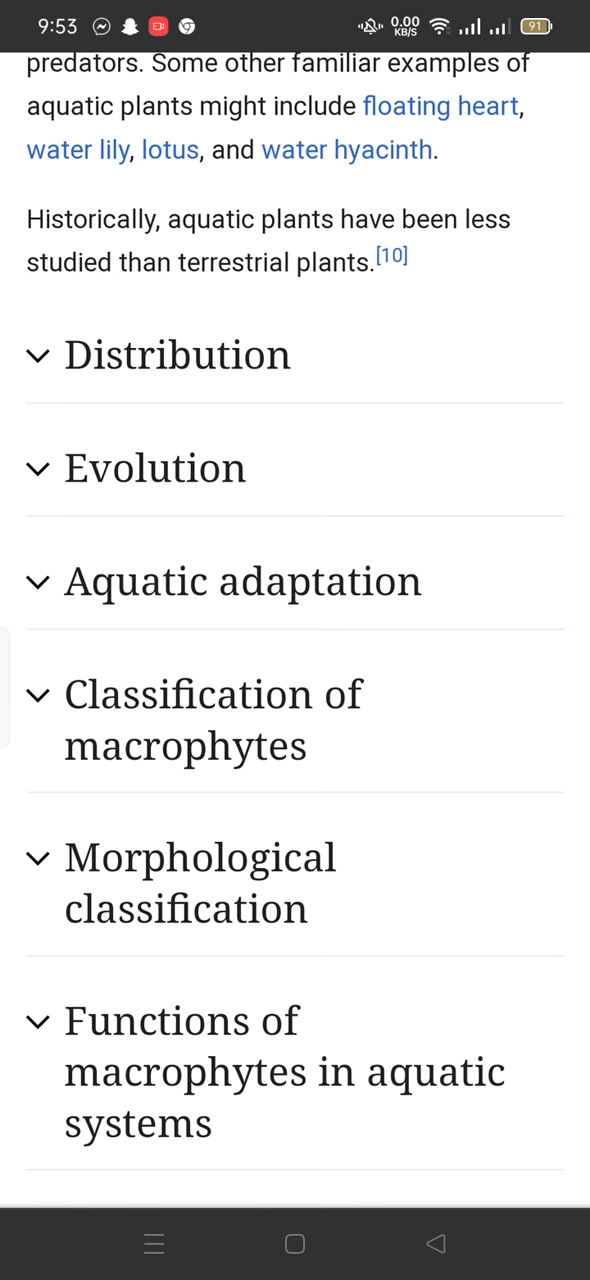 9:53 0.00 KB/S 91
predators. Some other familiar examples of
aquatic plants might include floating heart,
water lily, lotus, and water hyacinth.
Historically, aquatic plants have been less
studied than terrestrial plants.[10]
Distribution
Evolution
Aquatic adaptation
Classification of
macrophytes
Morphological
classification
Functions of
macrophytes in aquatic
systems